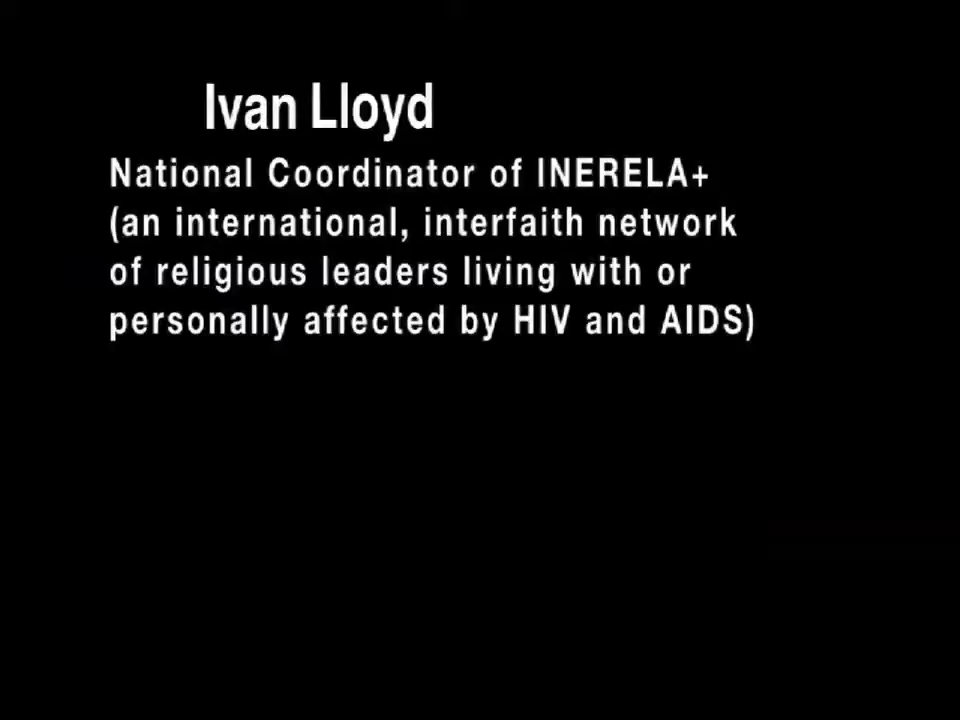 Ivan Lloyd
National Coordinator of INERELA+
(an international, interfaith network
of religious leaders living with or
personally affected by HIV and AIDS)